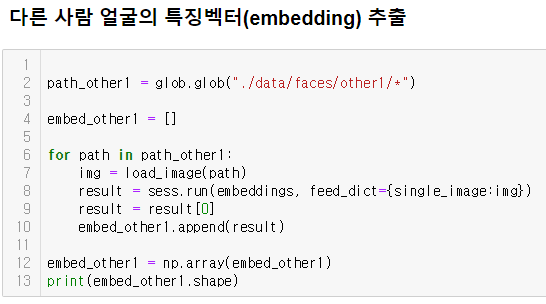 다른 사람 얼굴의 특징벡터(embedding) 추출
1
2 path_other1 = glob.glob("./data/faces/other1/*")
3
4 embed_other1 = []
5
6 for path in path_other1:
7     img = load_image(path)
8     result = sess.run(embeddings, feed_dict={single_image:img})
9     result = result[0]
10     embed_other1.append(result)
11
12 embed_other1 = np.array(embed_other1)
13 print(embed_other1.shape)